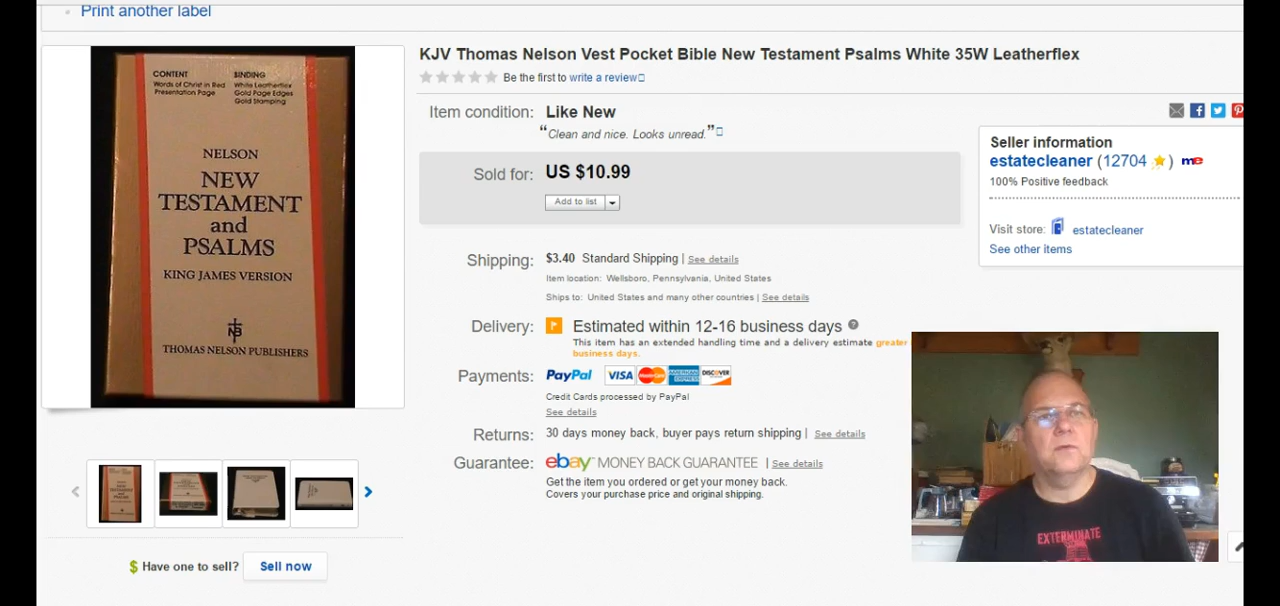 Print another label
CONTENT
Words of Christ in Red
Presentation Page
BINDING
White Leatherflex
Gold Page Edges
Gold Stamping
NELSON
NEW
TESTAMENT
and
PSALMS
KING JAMES VERSION
THOMAS NELSON PUBLISHERS
Have one to sell?
Sell now
KJV Thomas Nelson Vest Pocket Bible New Testament Psalms White 35W Leatherflex
Be the first to write a review
Item condition: Like New
“Clean and nice. Looks unread.”
Sold for: US $10.99
Add to list
Shipping: $3.40 Standard Shipping | See details
Item location: Wellsboro, Pennsylvania, United States
Ships to: United States and many other countries | See details
Delivery: Estimated within 12-16 business days
This item has an extended handling time and a delivery estimate greater
business days.
Payments: PayPal VISA MasterCard AMERICAN EXPRESS DISCOVER
Credit Cards processed by PayPal
See details
Returns: 30 days money back, buyer pays return shipping | See details
Guarantee: ebay MONEY BACK GUARANTEE | See details
Get the item you ordered or get your money back.
Covers your purchase price and original shipping.
Seller information
estatecleaner (12704 ) me
100% Positive feedback
Visit store: estatecleaner
See other items
EXTERMINATE